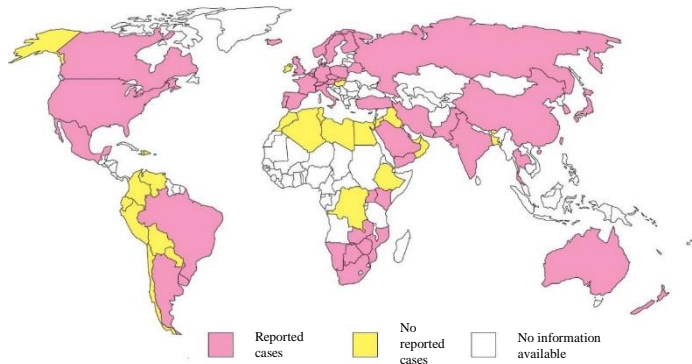 Reported
cases
No
reported
cases
No information
available